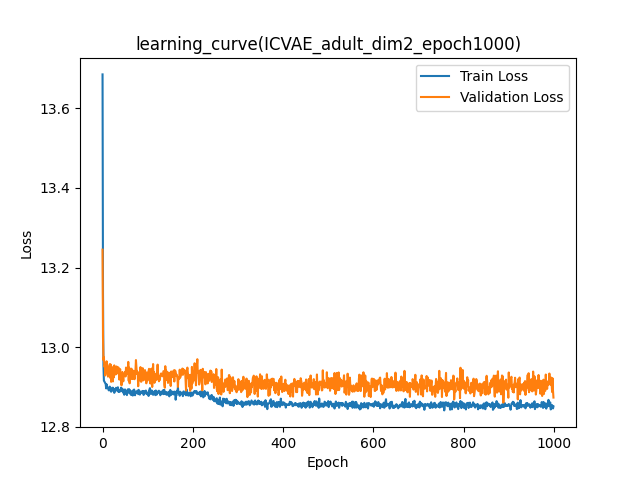 learning_curve(ICVAE_adult_dim2_epoch1000)
Train Loss
Validation Loss
13.6
13.4
13.2
13.0
12.8
Loss
0
200
400
600
800
1000
Epoch